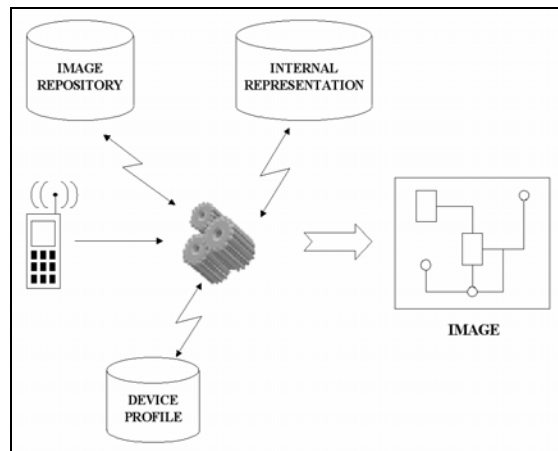 IMAGE
REPOSITORY
INTERNAL
REPRESENTATION
IMAGE
DEVICE
PROFILE